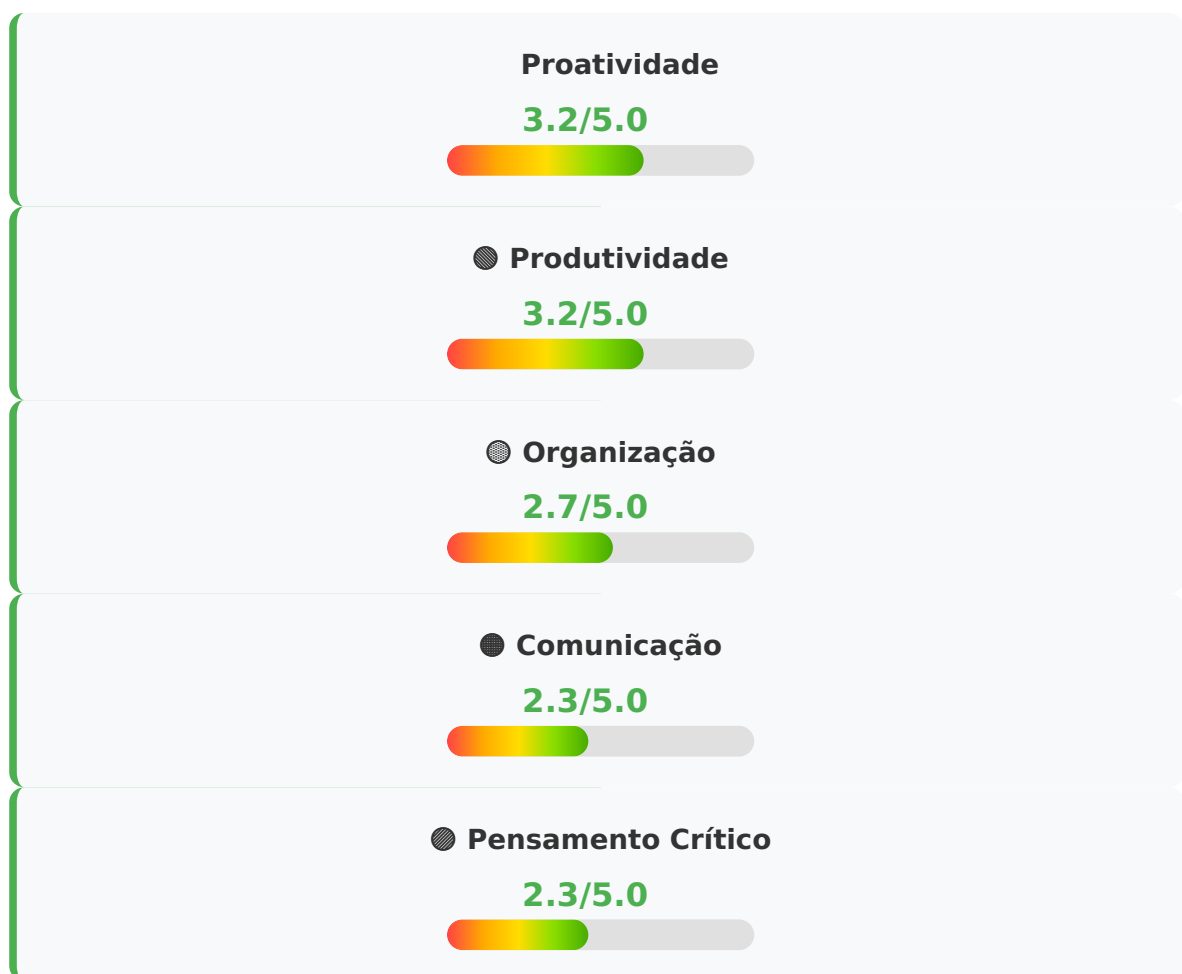 Proatividade
3.2/5.0
Produtividade
3.2/5.0
Organização
2.7/5.0
Comunicação
2.3/5.0
Pensamento Crítico
2.3/5.0